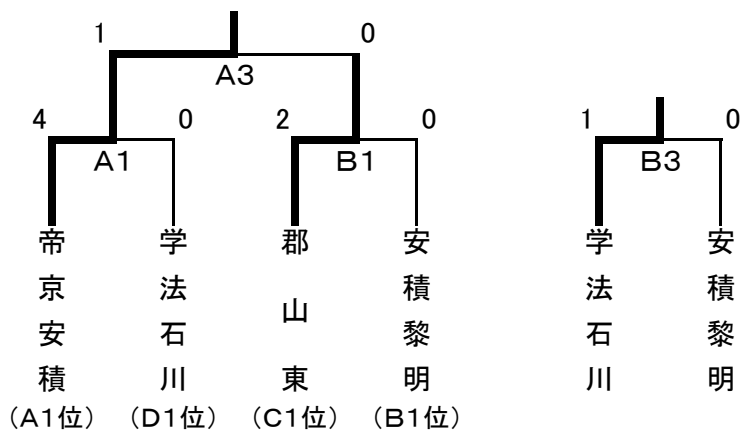 1 0
A3
4 0 2 0 1 0
A1 B1 B3
帝京安積 学法石川 郡山東 安積黎明 学法石川 安積黎明
（A1位） （D1位） （C1位） （B1位）